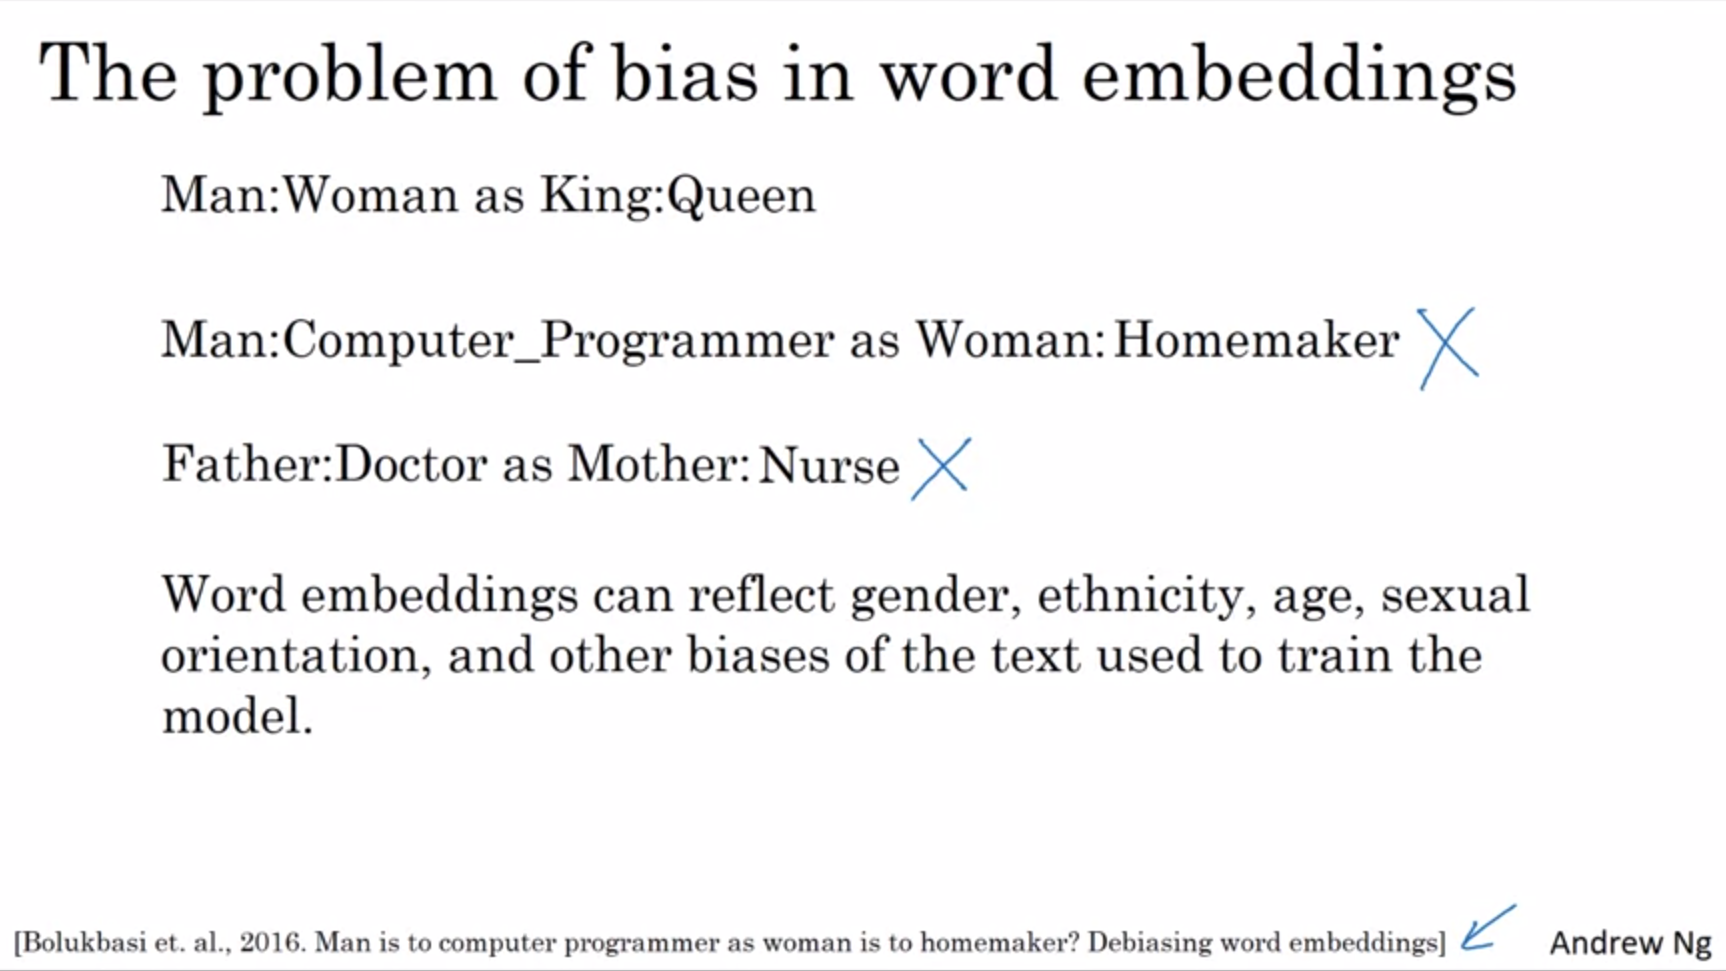 The problem of bias in word embeddings
Man:Woman as King:Queen
Man:Computer_Programmer as Woman: Homemaker
Father:Doctor as Mother: Nurse
Word embeddings can reflect gender, ethnicity, age, sexual
orientation, and other biases of the text used to train the
model.
[Bolukbasi et. al., 2016. Man is to computer programmer as woman is to homemaker? Debiasing word embeddings]
Andrew Ng